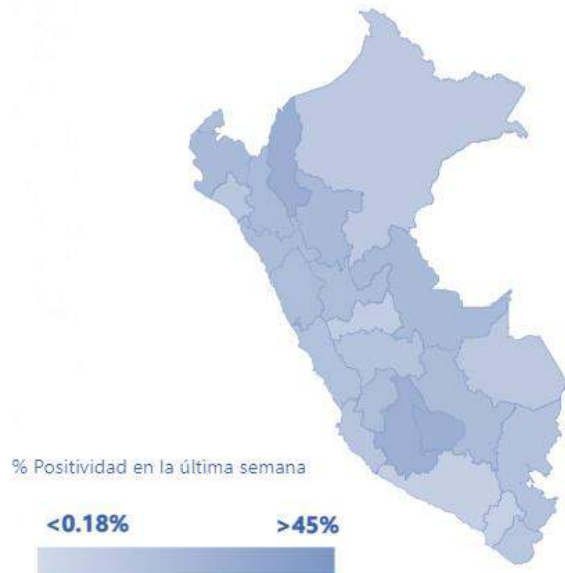 % Positividad en la última semana
<0.18% >45%